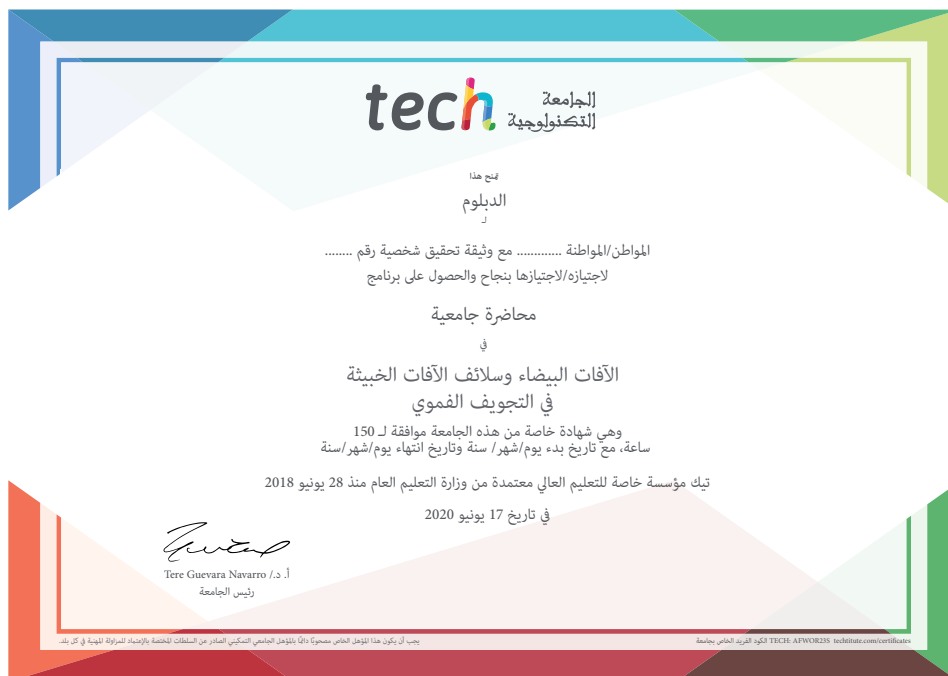 tech الجامعة
التكنولوجية
يمنح هذا
الدبلوم
لـ
المواطن/المواطنة ............. مع وثيقة تحقيق شخصية رقم ........
لاجتيازه/لاجتيازها بنجاح والحصول على برنامج
محاضرة جامعية
في
الآفات البيضاء وسلائف الآفات الخبيثة
في التجويف الفموي
وهي شهادة خاصة من هذه الجامعة موافقة لـ 150
ساعة، مع تاريخ بدء يوم/شهر/ سنة وتاريخ انتهاء يوم/شهر/سنة
تيك مؤسسة خاصة للتعليم العالي معتمدة من وزارة التعليم العام منذ 28 يونيو 2018
في تاريخ 17 يونيو 2020
أ. د./ Tere Guevara Navarro
رئيس الجامعة
يجب أن يكون هذا المؤهل الخاص مصحوبًا دائمًا بالمؤهل الجامعي التمكيني الصادر عن السلطات المختصة بالإعتماد للمزاولة المهنية في كل بلد.
الكود الفريد الخاص بجامعة TECH: AFWOR23S techtitute.com/certificates